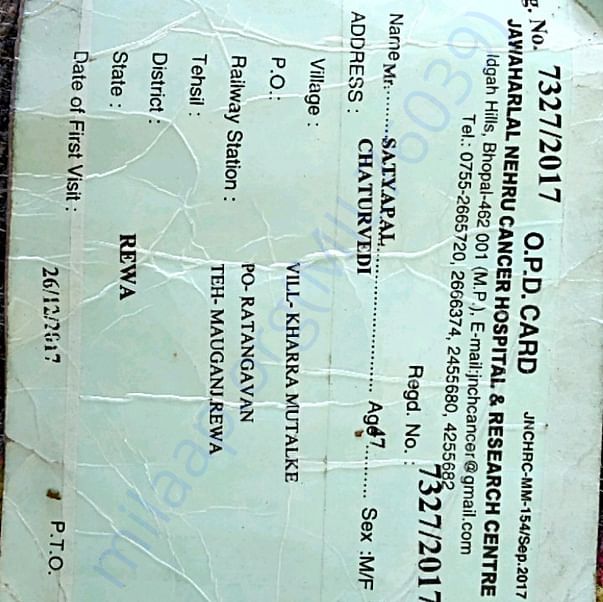 g. No. 7327/2017 O.P.D. CARD JNCHRC-MM-154/Sep.2017
JAWAHARLAL NEHRU CANCER HOSPITAL & RESEARCH CENTRE
Idgah Hills, Bhopal-462 001 (M.P.), E-mail:jnchcancer@gmail.com
Tel.: 0755-2665720, 2666374, 2455680, 4255682
Regd. No. : 7327/2017
Name Mr. SATYAPAL Age 47 Sex :M/F
CHATURVEDI
ADDRESS :
Village : VILL- KHARRA MUTALKE
P.O.: PO- RATANGAVAN
Railway Station : TEH- MAUGANJ.REWA
Tehsil :
District : REWA
State :
Date of First Visit : 26/12/2017 P.T.O.